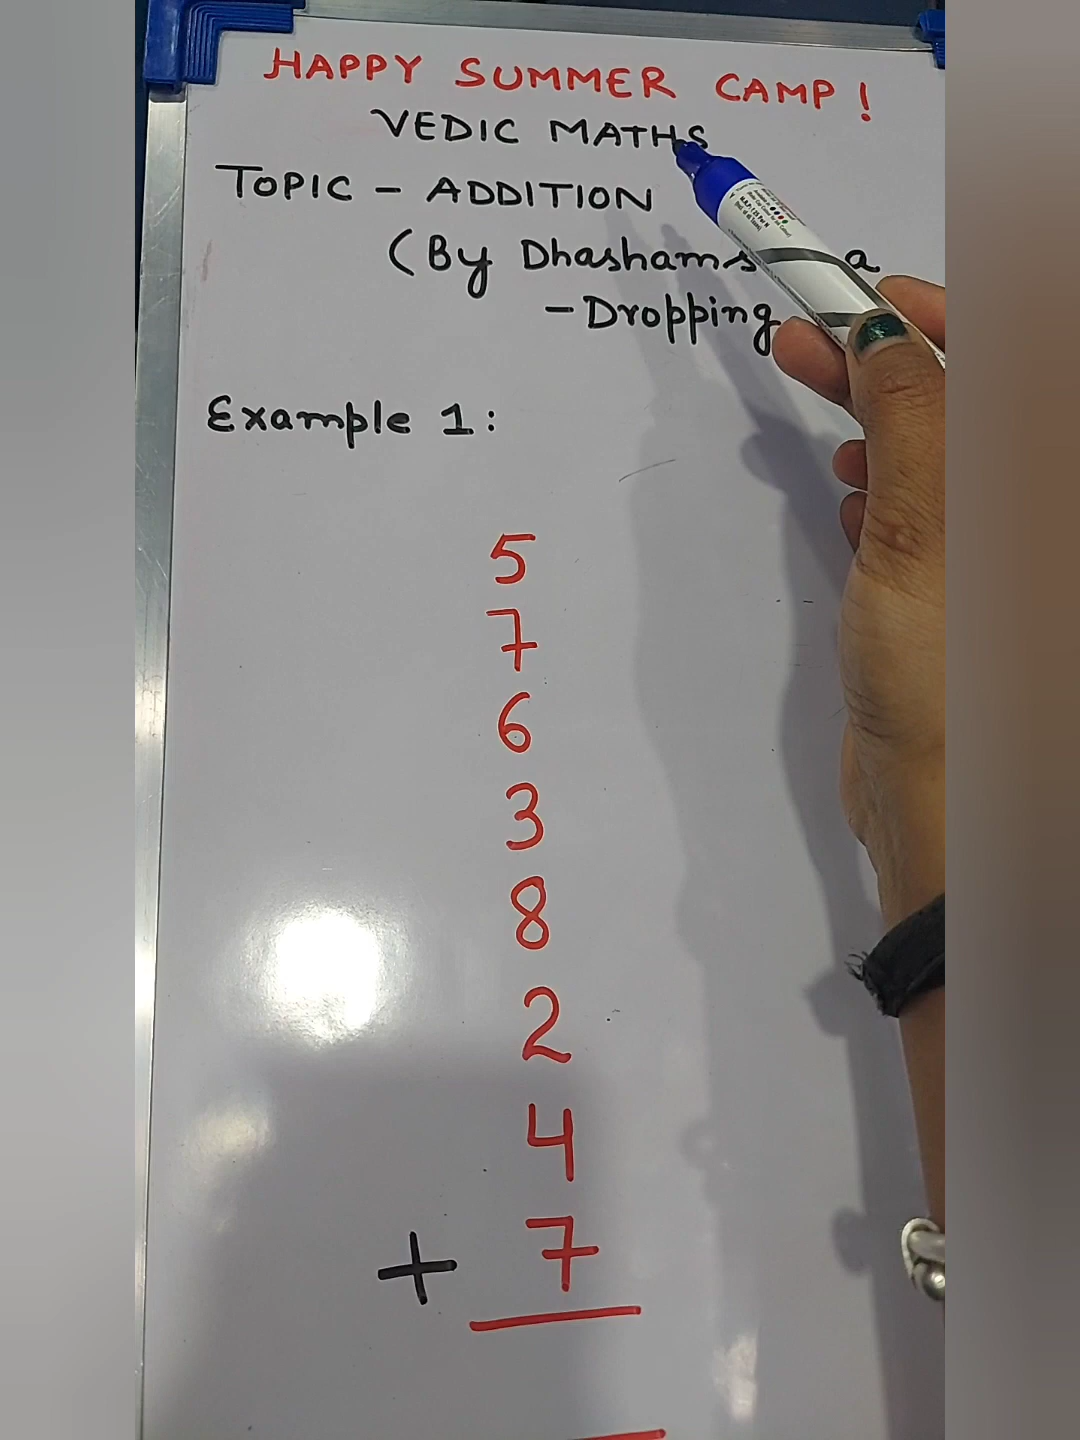 HAPPY SUMMER CAMP !
VEDIC MATHS
TOPIC - ADDITION
(By
- Dropping
Example 1:
5
7
6
3
8
2
4
+ 7